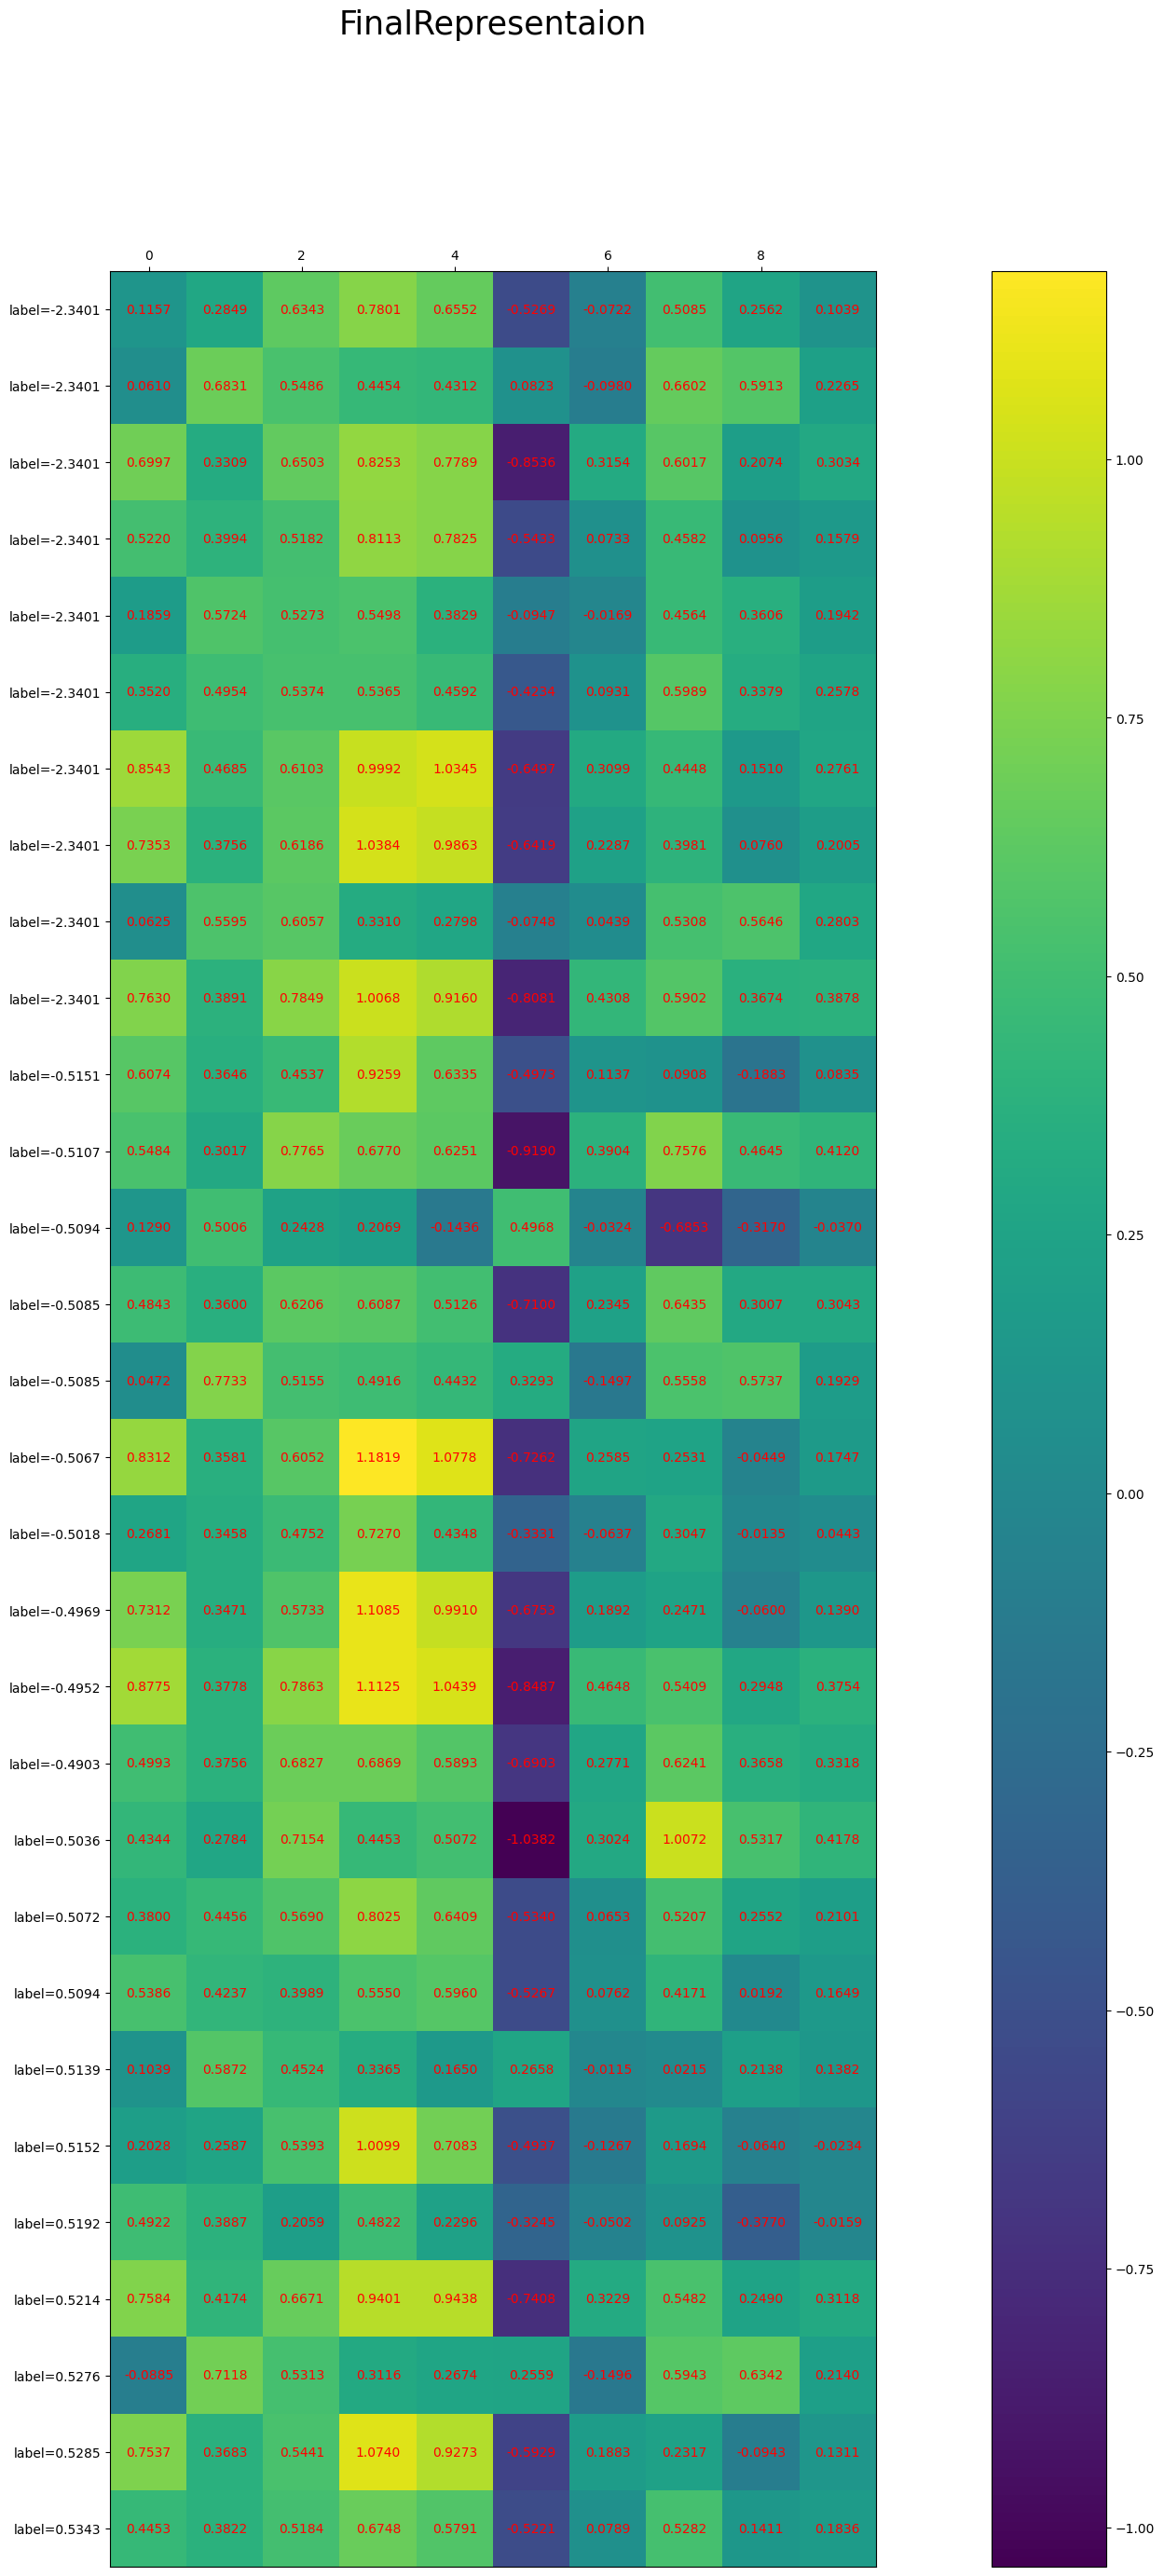 FinalRepresentaion
0 2 4 6 8
label=-2.3401 0.1157 0.2849 0.6343 0.7801 0.6552 -0.0722 0.5085 0.2562 0.1039
label=-2.3401 0.0610 0.6831 0.5486 0.4454 0.4312 0.0823 -0.0980 0.6602 0.5913 0.2265
label=-2.3401 0.6997 0.3309 0.6503 0.8253 0.7789 -0.8536 0.3154 0.6017 0.2074 0.3034
1.00
label=-2.3401 0.5220 0.3994 0.5182 0.8113 0.7825 0.0733 0.4582 0.0956 0.1579
label=-2.3401 0.1859 0.5724 0.5273 0.5498 0.3829 -0.0947 -0.0169 0.4564 0.3606 0.1942
label=-2.3401 0.3520 0.4954 0.5374 0.5365 0.4592 -0.4234 0.0931 0.5989 0.3379 0.2578
0.75
label=-2.3401 0.8543 0.4685 0.6103 0.9992 1.0345 -0.6497 0.3099 0.4448 0.1510 0.2761
label=-2.3401 0.7353 0.3756 0.6186 1.0384 0.9863 0.2287 0.3981 0.0760 0.2005
label=-2.3401 0.0625 0.5595 0.6057 0.3310 0.2798 -0.0748 0.0439 0.5308 0.5646 0.2803
0.50
label=-2.3401 0.7630 0.3891 0.7849 1.0068 0.9160 -0.8081 0.4308 0.5902 0.3674 0.3878
label=-0.5151 0.6074 0.3646 0.4537 0.9259 0.6335 0.1137 0.0908 -0.1883 0.0835
label=-0.5107 0.5484 0.3017 0.7765 0.6770 0.6251 -0.9190 0.3904 0.7576 0.4645 0.4120
0.25
label=-0.5094 0.1290 0.5006 0.2428 0.2069 -0.1436 0.4968 -0.0324 -0.6853 -0.3170 -0.0370
label=-0.5085 0.4843 0.3600 0.6206 0.6087 0.5126 -0.7100 0.2345 0.6435 0.3007 0.3043
label=-0.5085 0.0472 0.7733 0.5155 0.4916 0.4432 0.3293 -0.1497 0.5558 0.5737 0.1929
label=-0.5067 0.8312 0.3581 0.6052 1.1819 1.0778 -0.7262 0.2585 0.2531 -0.0449 0.1747
0.00
label=-0.5018 0.2681 0.3458 0.4752 0.7270 0.4348 -0.3331 -0.0637 0.3047 -0.0135 0.0443
label=-0.4969 0.7312 0.3471 0.5733 1.1085 0.9910 -0.6753 0.1892 0.2471 -0.0600 0.1390
label=-0.4952 0.8775 0.3778 0.7863 1.1125 1.0439 -0.8487 0.4648 0.5409 0.2948 0.3754
−0.25
label=-0.4903 0.4993 0.3756 0.6827 0.6869 0.5893 -0.6903 0.2771 0.6241 0.3658 0.3318
label=0.5036 0.4344 0.2784 0.7154 0.4453 0.5072 -1.0382 0.3024 1.0072 0.5317 0.4178
label=0.5072 0.3800 0.4456 0.5690 0.8025 0.6409 -0.5340 0.0653 0.5207 0.2552 0.2101
label=0.5094 0.5386 0.4237 0.3989 0.5550 0.5960 0.0762 0.4171 0.0192 0.1649
−0.50
label=0.5139 0.1039 0.5872 0.4524 0.3365 0.1650 0.2658 -0.0115 0.0215 0.2138 0.1382
label=0.5152 0.2028 0.2587 0.5393 1.0099 0.7083 -0.1267 0.1694 -0.0640 -0.0234
label=0.5192 0.4922 0.3887 0.2059 0.4822 0.2296 -0.3245 -0.0502 0.0925 -0.3770 -0.0159
−0.75
label=0.5214 0.7584 0.4174 0.6671 0.9401 0.9438 -0.7408 0.3229 0.5482 0.2490 0.3118
label=0.5276 -0.0885 0.7118 0.5313 0.3116 0.2674 0.2559 -0.1496 0.5943 0.6342 0.2140
label=0.5285 0.7537 0.3683 0.5441 1.0740 0.9273 -0.5929 0.1883 0.2317 -0.0943 0.1311
label=0.5343 0.4453 0.3822 0.5184 0.6748 0.5791 0.0789 0.5282 0.1411 0.1836
−1.00